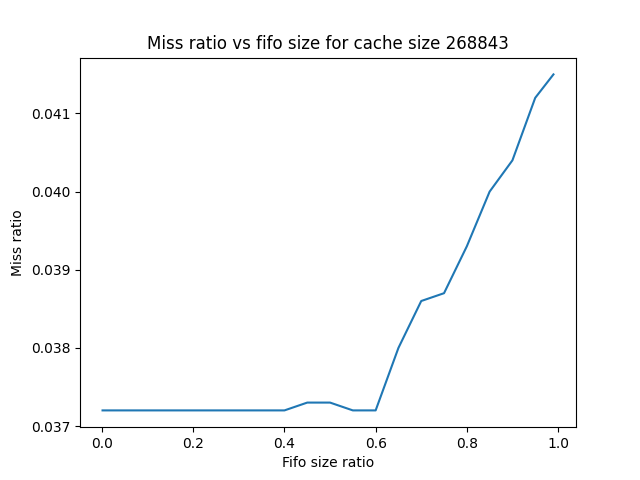 Miss ratio vs fifo size for cache size 268843
0.041
0.040
0.039
0.038
0.037
Miss ratio
0.0 0.2 0.4 0.6 0.8 1.0
Fifo size ratio